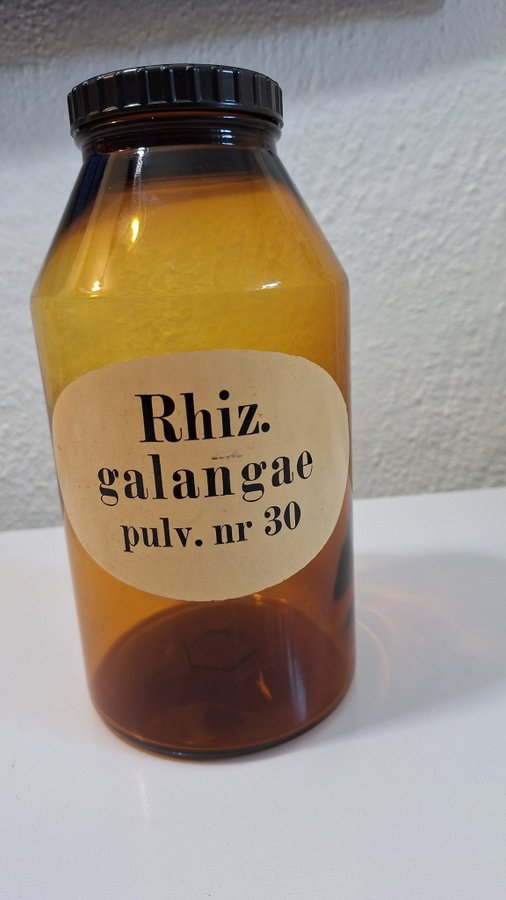 Rhiz.
galangae
pulv. nr 30